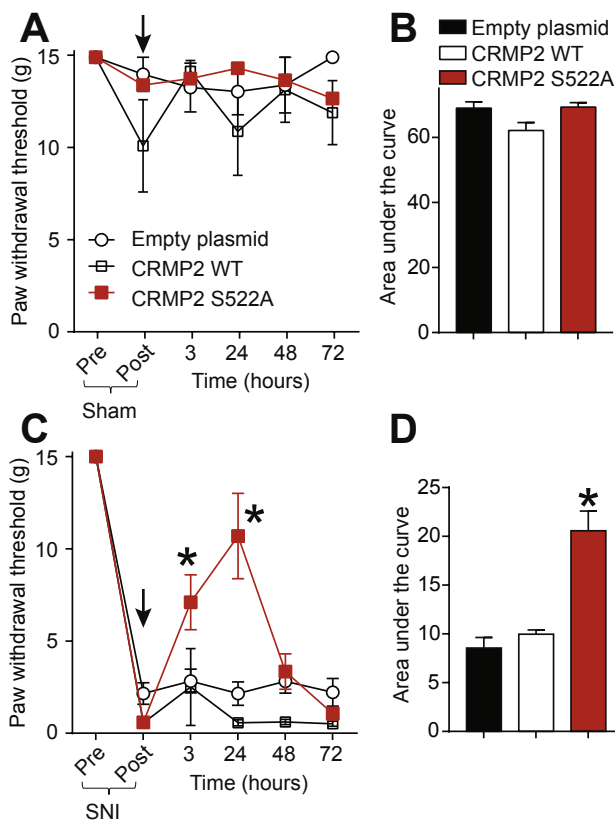 A
Paw withdrawal threshold (g)
15
10
5
0
Empty plasmid
CRMP2 WT
CRMP2 S522A
Pre
Post
3
24
48
72
Time (hours)
Sham
B
Empty plasmid
CRMP2 WT
CRMP2 S522A
Area under the curve
60
40
20
0
C
Paw withdrawal threshold (g)
15
10
5
0
*
*
Pre
Post
3
24
48
72
Time (hours)
SNI
D
Area under the curve
25
20
15
10
5
0
*